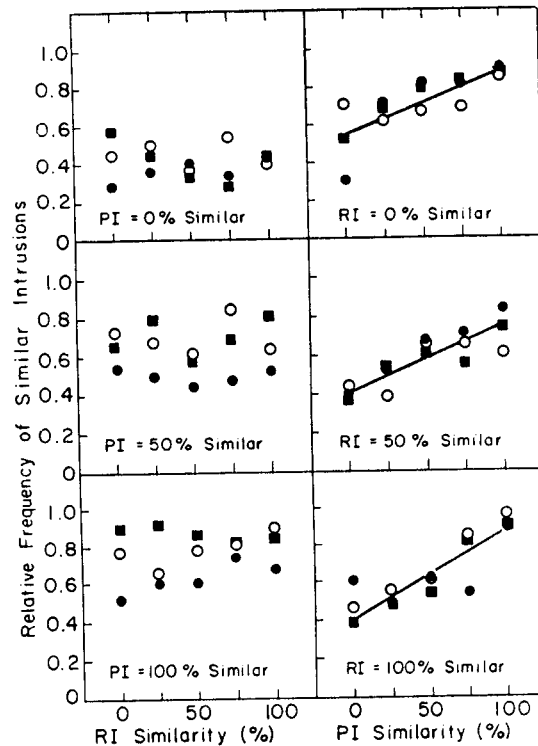 Relative Frequency of Similar Intrusions
1.0
0.8
0.6
0.4
0.2
0
PI = 0% Similar
RI = 0% Similar
1.0
0.8
0.6
0.4
0.2
0
PI = 50% Similar
RI = 50% Similar
1.0
0.8
0.6
0.4
0.2
0
PI = 100% Similar
RI = 100% Similar
0 50 100
0 50 100
RI Similarity (%)
PI Similarity (%)